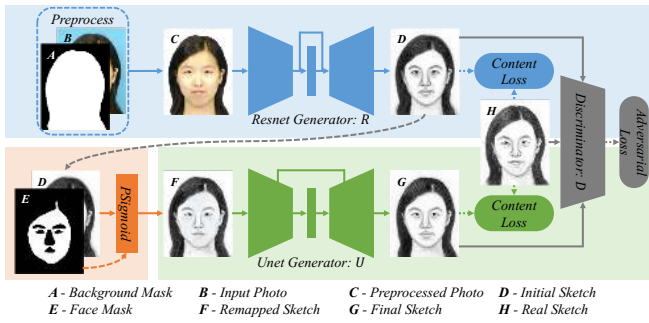 Preprocess
B
A
C
Resnet Generator: R
D
Content
Loss
H
Discriminator: D
Adversarial
Loss
D
E
PSigmoid
F
Unet Generator: U
G
Content
Loss
A - Background Mask B - Input Photo C - Preprocessed Photo D - Initial Sketch
E - Face Mask F - Remapped Sketch G - Final Sketch H - Real Sketch